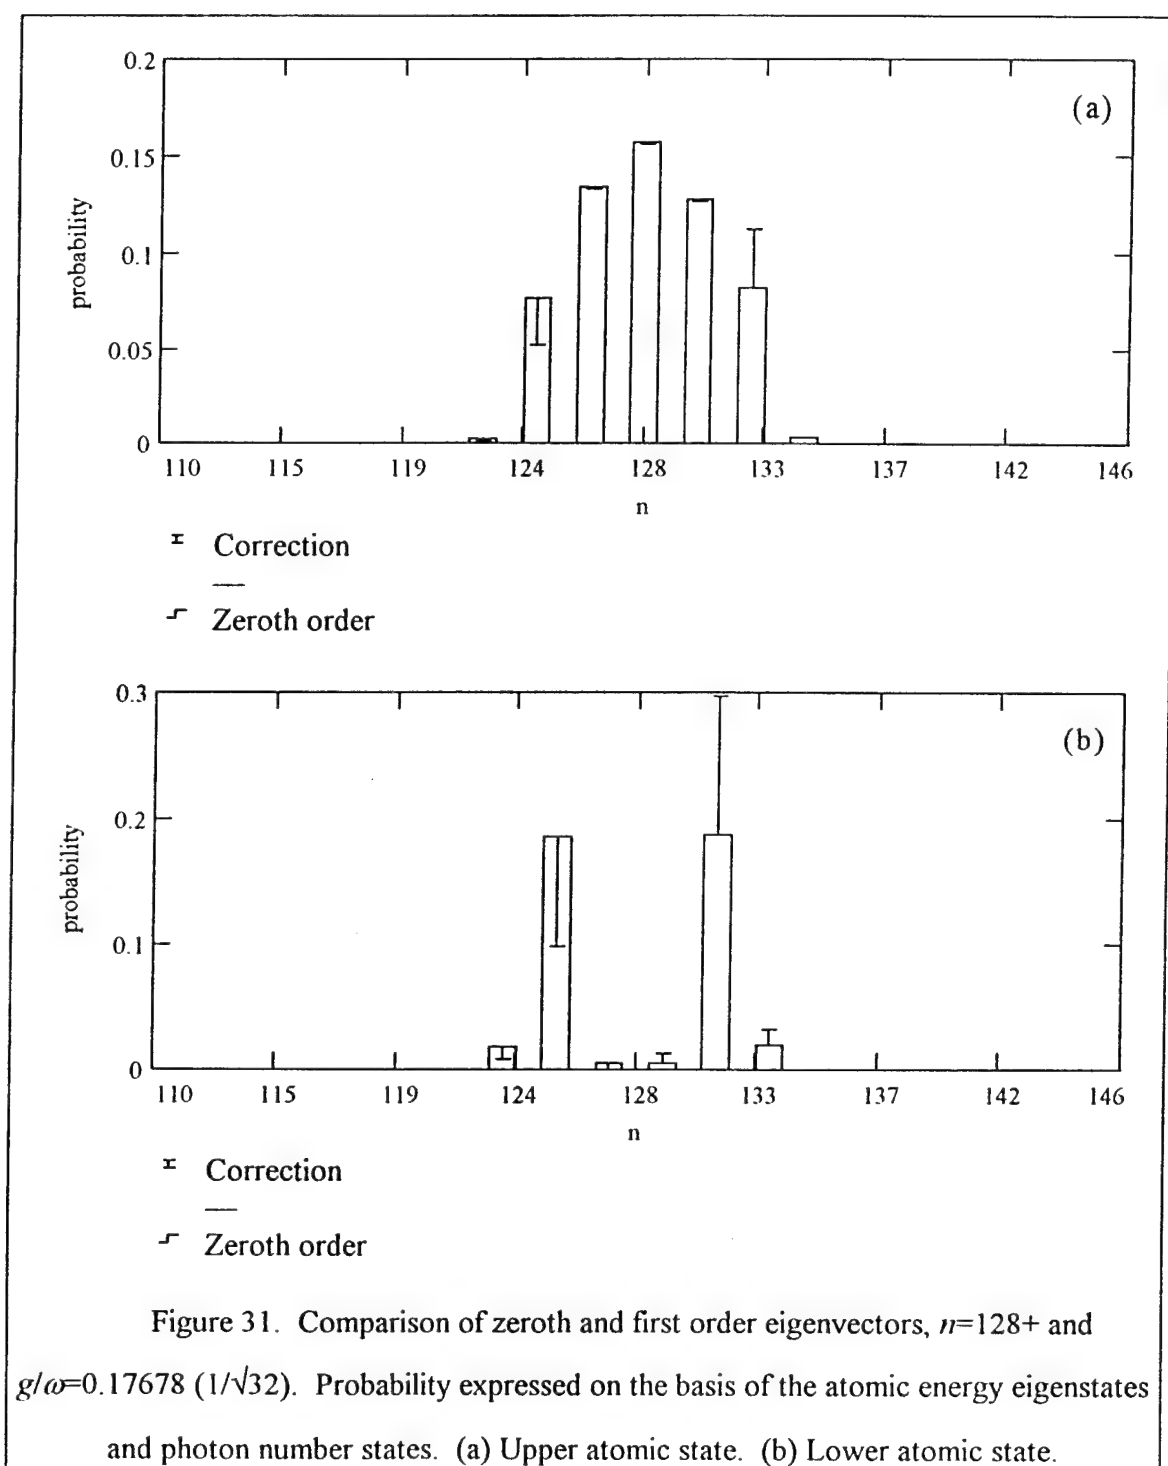 0.2
(a)
0.15
probability
0.1
0.05
0
110 115 119 124 128 133 137 142 146
n
Correction
Zeroth order
0.3
(b)
0.2
probability
0.1
0
110 115 119 124 128 133 137 142 146
n
Correction
Zeroth order
Figure 31. Comparison of zeroth and first order eigenvectors, n=128+ and
g/ω=0.17678 (1/√32). Probability expressed on the basis of the atomic energy eigenstates
and photon number states. (a) Upper atomic state. (b) Lower atomic state.